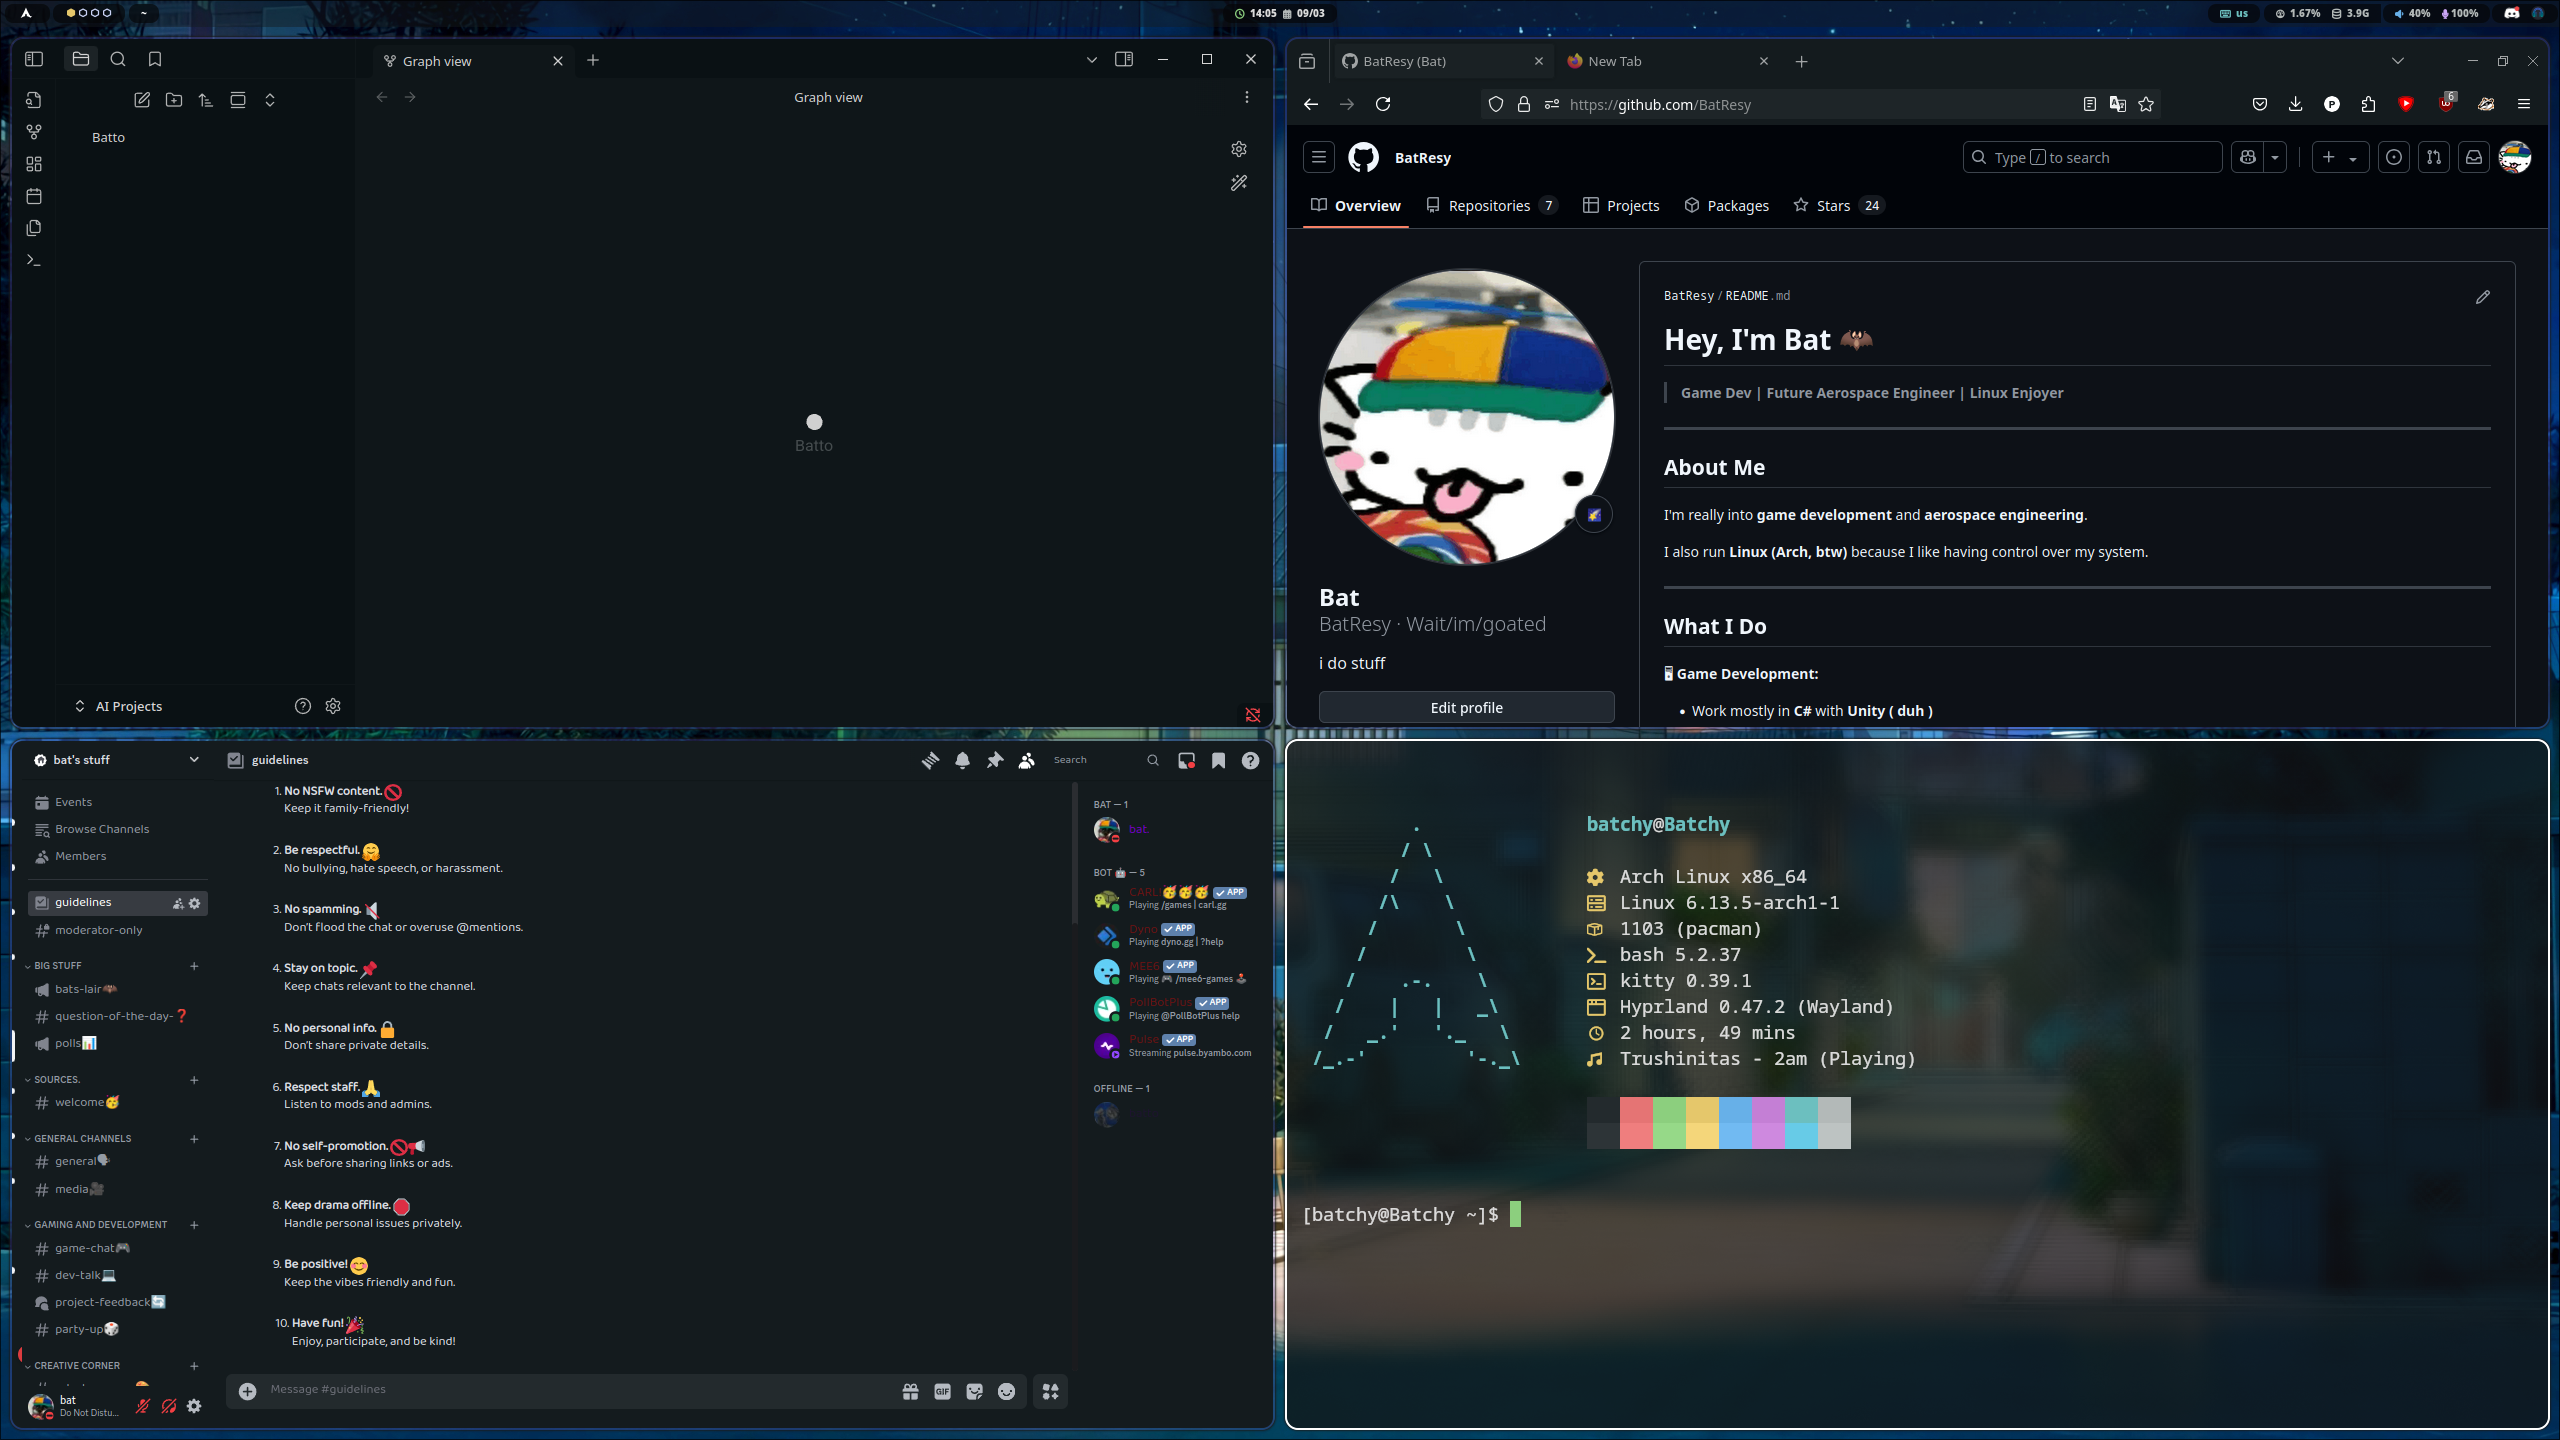 ~
14:05 09/03
us
1.67% 3.9G
40% 100%
Graph view
Graph view
Batto
Batto
AI Projects
BatResy (Bat)
New Tab
https://github.com/BatResy
6
BatResy
Type / to search
Overview
Repositories 7
Projects
Packages
Stars 24
BatResy / README.md
Hey, I'm Bat 🦇
Game Dev | Future Aerospace Engineer | Linux Enjoyer
About Me
I'm really into game development and aerospace engineering.
I also run Linux (Arch, btw) because I like having control over my system.
What I Do
🖥️ Game Development:
• Work mostly in C# with Unity ( duh )
Bat
BatResy · Wait/im/goated
i do stuff
Edit profile
bat's stuff
Events
Browse Channels
Members
guidelines
moderator-only
BIG STUFF
bats-lair🦇
question-of-the-day-❓
polls📊
SOURCES.
welcome🥳
GENERAL CHANNELS
general🗣️
media🎥
GAMING AND DEVELOPMENT
game-chat🎮
dev-talk💻
project-feedback🔄
party-up🎲
CREATIVE CORNER
bat
Do Not Distu...
guidelines
Search
1. No NSFW content. 🚫
Keep it family-friendly!
2. Be respectful. 🤗
No bullying, hate speech, or harassment.
3. No spamming. 🔇
Don't flood the chat or overuse @mentions.
4. Stay on topic. 📌
Keep chats relevant to the channel.
5. No personal info. 🔒
Don't share private details.
6. Respect staff. 🙏
Listen to mods and admins.
7. No self-promotion. 🚫📢
Ask before sharing links or ads.
8. Keep drama offline. 🛑
Handle personal issues privately.
9. Be positive! 😊
Keep the vibes friendly and fun.
10. Have fun! 🎉
Enjoy, participate, and be kind!
Message #guidelines
GIF
BAT — 1
bat.
BOT 🤖 — 5
CARL 🥳🥳🥳 ✓ APP
Playing /games | carl.gg
Dyno ✓ APP
Playing dyno.gg | ?help
MEE6 ✓ APP
Playing 🎮 /mee6-games 🕹️
PollBotPlus ✓ APP
Playing @PollBotPlus help
Pulse ✓ APP
Streaming pulse.byambo.com
OFFLINE — 1
batchy@Batchy
Arch Linux x86_64
Linux 6.13.5-arch1-1
1103 (pacman)
bash 5.2.37
kitty 0.39.1
Hyprland 0.47.2 (Wayland)
2 hours, 49 mins
Trushinitas - 2am (Playing)
[batchy@Batchy ~]$